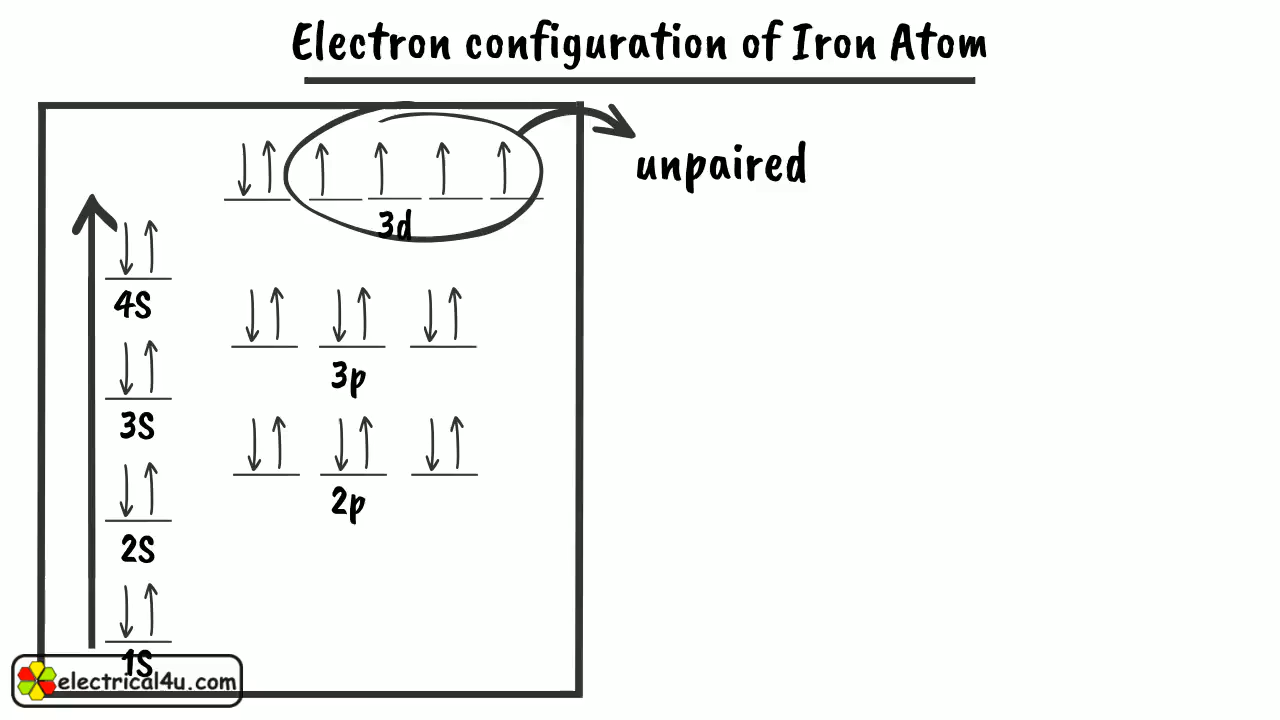 Electron configuration of Iron Atom
unpaired
3d
4S
3p
3S
2p
2S
1S
electrical4u.com